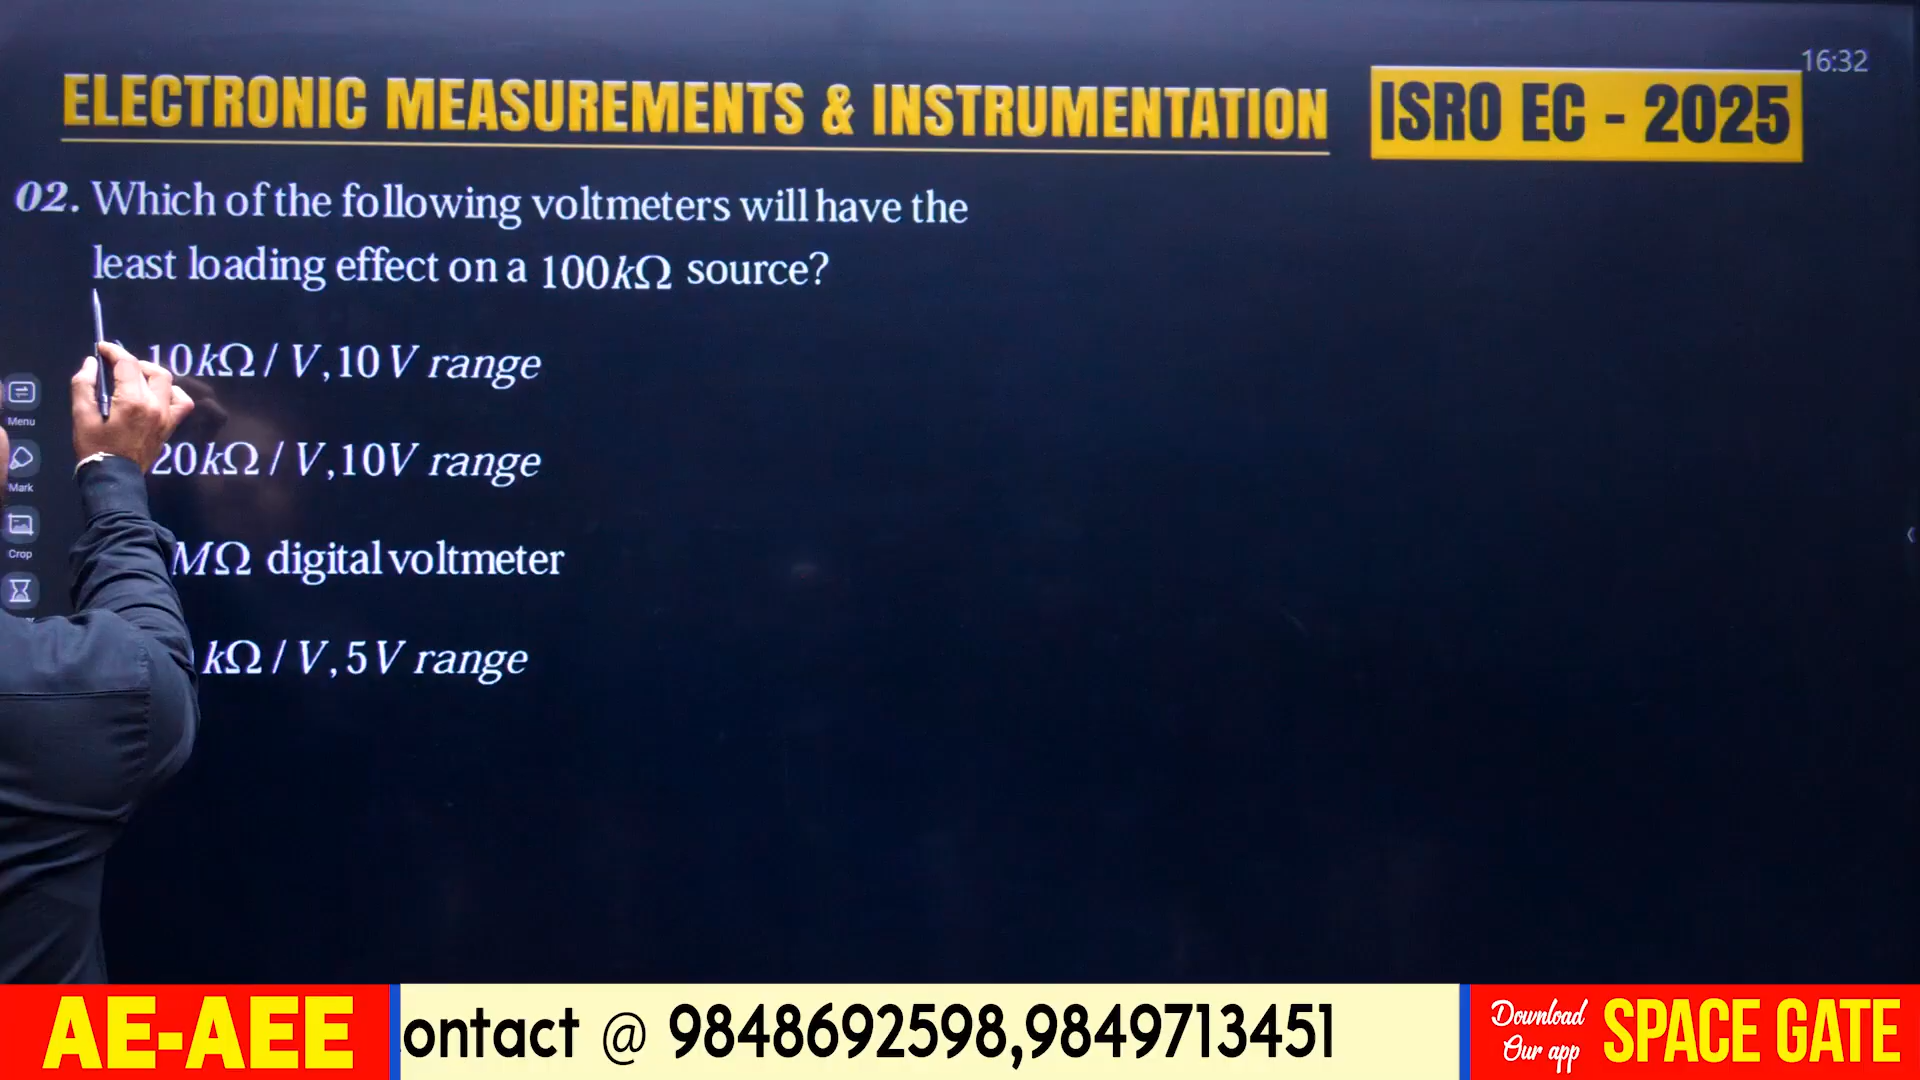 16:32
ELECTRONIC MEASUREMENTS & INSTRUMENTATION
ISRO EC - 2025
02. Which of the following voltmeters will have the
least loading effect on a 100kΩ source?
10kΩ / V, 10V range
20kΩ / V, 10V range
MΩ digital voltmeter
kΩ / V, 5V range
Menu
Mark
Crop
AE-AEE
ontact @ 9848692598,9849713451
Download
Our app
SPACE GATE